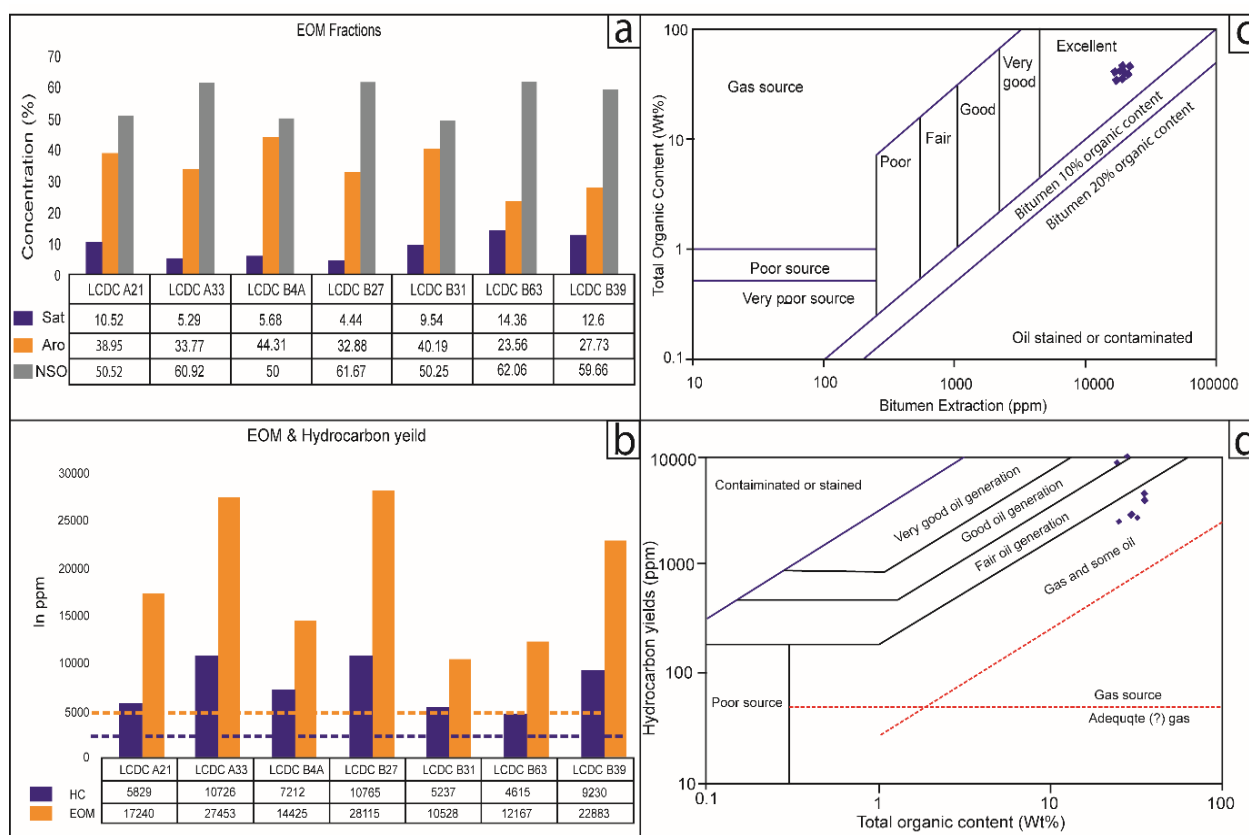 a
EOM Fractions
Concentration (%)
70
60
50
40
30
20
10
0
LCDC A21 LCDC A33 LCDC B4A LCDC B27 LCDC B31 LCDC B63 LCDC B39
Sat 10.52 5.29 5.68 4.44 9.54 14.36 12.6
Aro 38.95 33.77 44.31 32.88 40.19 23.56 27.73
NSO 50.52 60.92 50 61.67 50.25 62.06 59.66
b
EOM & Hydrocarbon yeild
In ppm
30000
25000
20000
15000
10000
5000
0
LCDC A21 LCDC A33 LCDC B4A LCDC B27 LCDC B31 LCDC B63 LCDC B39
HC 5829 10726 7212 10765 5237 4615 9230
EOM 17240 27453 14425 28115 10528 12167 22883
c
Total Organic Content (Wt%)
100
10
1
0.1
Gas source
Poor
Fair
Good
Very
good
Excellent
Bitumen 10% organic content
Bitumen 20% organic content
Poor source
Very poor source
Oil stained or contaminated
10 100 1000 10000 100000
Bitumen Extraction (ppm)
d
Hydrocarbon yields (ppm)
10000
1000
100
10
Contaiminated or stained
Very good oil generation
Good oil generation
Fair oil generation
Gas and some oil
Poor source
Gas source
Adequqte (?) gas
0.1 1 10 100
Total organic content (Wt%)